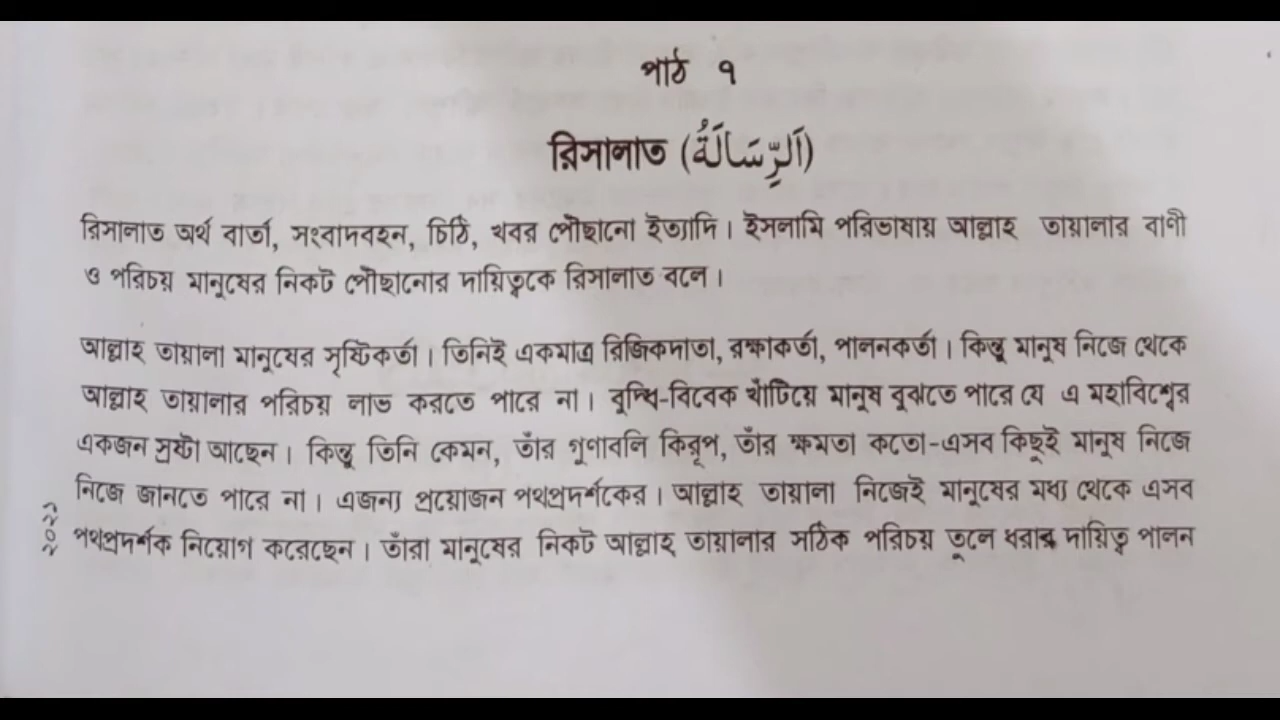 পাঠ ৭
রিসালাত (اَلرِّسَالَةُ)
রিসালাত অর্থ বার্তা, সংবাদবহন, চিঠি, খবর পৌছানো ইত্যাদি। ইসলামি পরিভাষায় আল্লাহ তায়ালার বাণী
ও পরিচয় মানুষের নিকট পৌছানোর দায়িত্বকে রিসালাত বলে।
আল্লাহ তায়ালা মানুষের সৃষ্টিকর্তা। তিনিই একমাত্র রিজিকদাতা, রক্ষাকর্তা, পালনকর্তা। কিন্তু মানুষ নিজে থেকে
আল্লাহ তায়ালার পরিচয় লাভ করতে পারে না। বুদ্ধি-বিবেক খাঁটিয়ে মানুষ বুঝতে পারে যে এ মহাবিশ্বের
একজন স্রষ্টা আছেন। কিন্তু তিনি কেমন, তাঁর গুণাবলি কিরূপ, তাঁর ক্ষমতা কতো-এসব কিছুই মানুষ নিজে
নিজে জানতে পারে না। এজন্য প্রয়োজন পথপ্রদর্শকের। আল্লাহ তায়ালা নিজেই মানুষের মধ্য থেকে এসব
পথপ্রদর্শক নিয়োগ করেছেন। তাঁরা মানুষের নিকট আল্লাহ তায়ালার সঠিক পরিচয় তুলে ধরার দায়িত্ব পালন